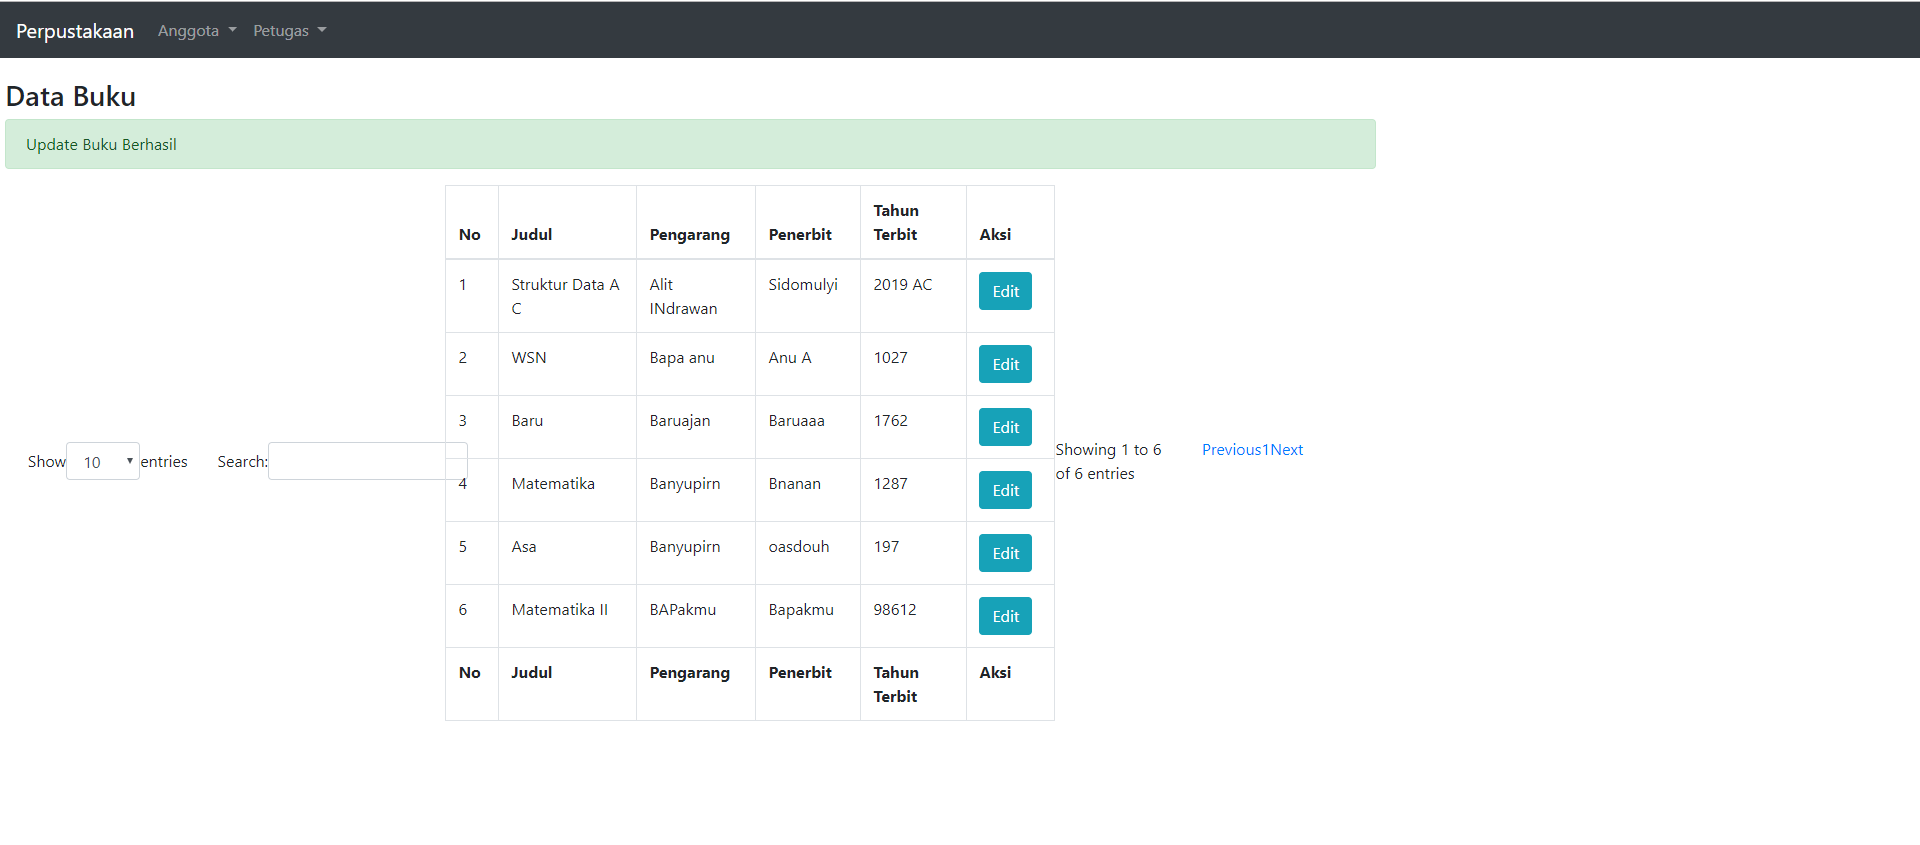 Perpustakaan Anggota Petugas
Data Buku
Update Buku Berhasil
Show 10 entries Search:
No Judul Pengarang Penerbit Tahun Terbit Aksi
1 Struktur Data A C Alit INdrawan Sidomulyi 2019 AC Edit
2 WSN Bapa anu Anu A 1027 Edit
3 Baru Baruajan Baruaaa 1762 Edit
4 Matematika Banyupirn Bnanan 1287 Edit
5 Asa Banyupirn oasdouh 197 Edit
6 Matematika II BAPakmu Bapakmu 98612 Edit
No Judul Pengarang Penerbit Tahun Terbit Aksi
Showing 1 to 6
of 6 entries
Previous1Next